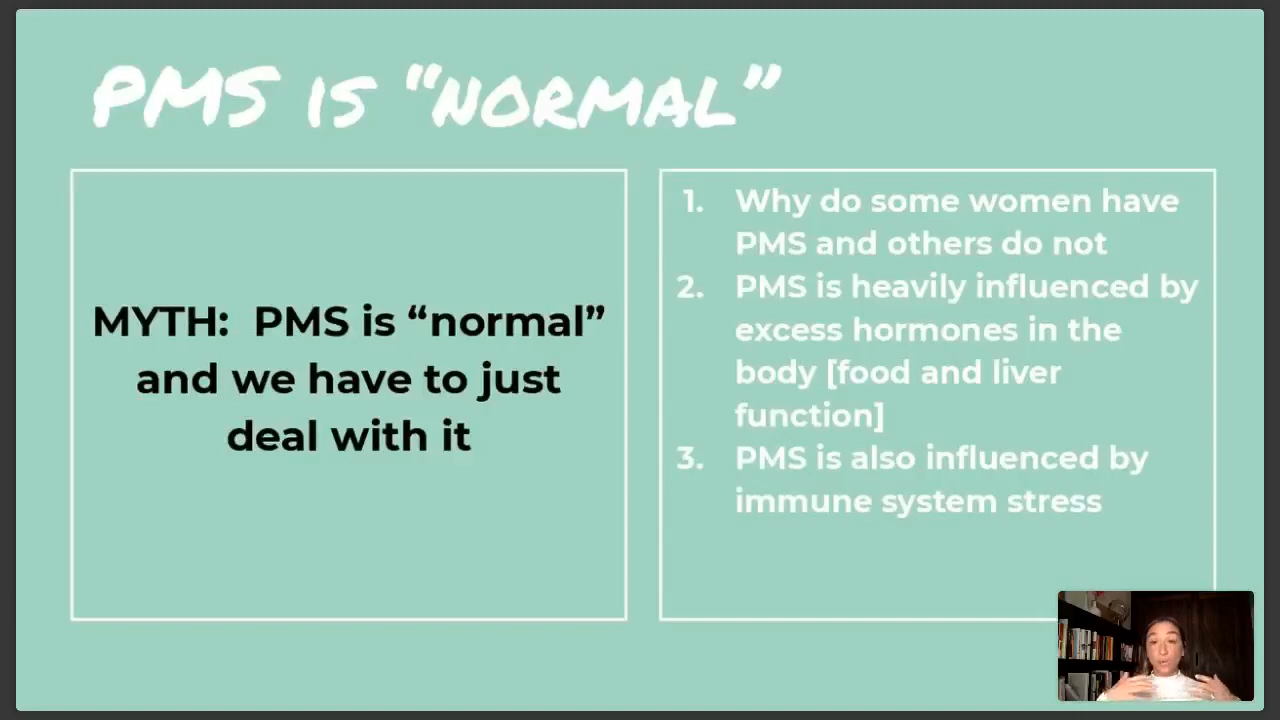 PMS IS “NORMAL”
MYTH:  PMS is “normal”
and we have to just
deal with it
1. Why do some women have
PMS and others do not
2. PMS is heavily influenced by
excess hormones in the
body [food and liver
function]
3. PMS is also influenced by
immune system stress